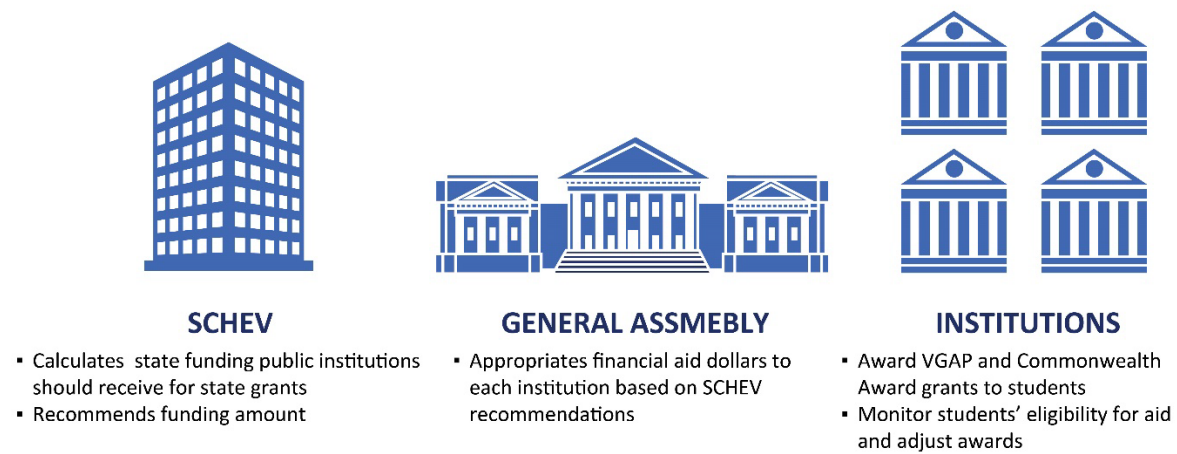 SCHEV
▪ Calculates state funding public institutions
should receive for state grants
▪ Recommends funding amount
GENERAL ASSMEBLY
▪ Appropriates financial aid dollars to
each institution based on SCHEV
recommendations
INSTITUTIONS
▪ Award VGAP and Commonwealth
Award grants to students
▪ Monitor students’ eligibility for aid
and adjust awards